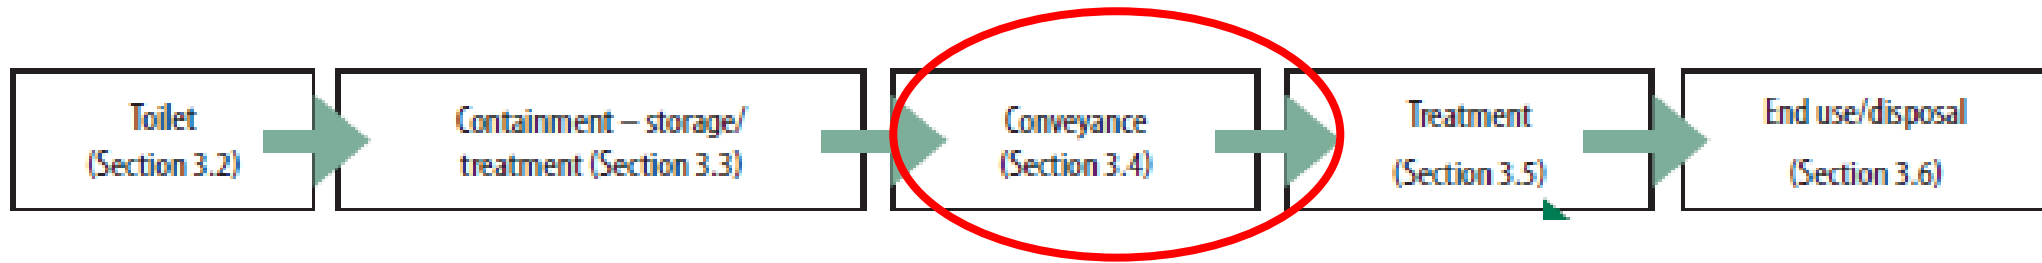 Toilet
(Section 3.2)
Containment – storage/
treatment (Section 3.3)
Conveyance
(Section 3.4)
Treatment
(Section 3.5)
End use/disposal
(Section 3.6)